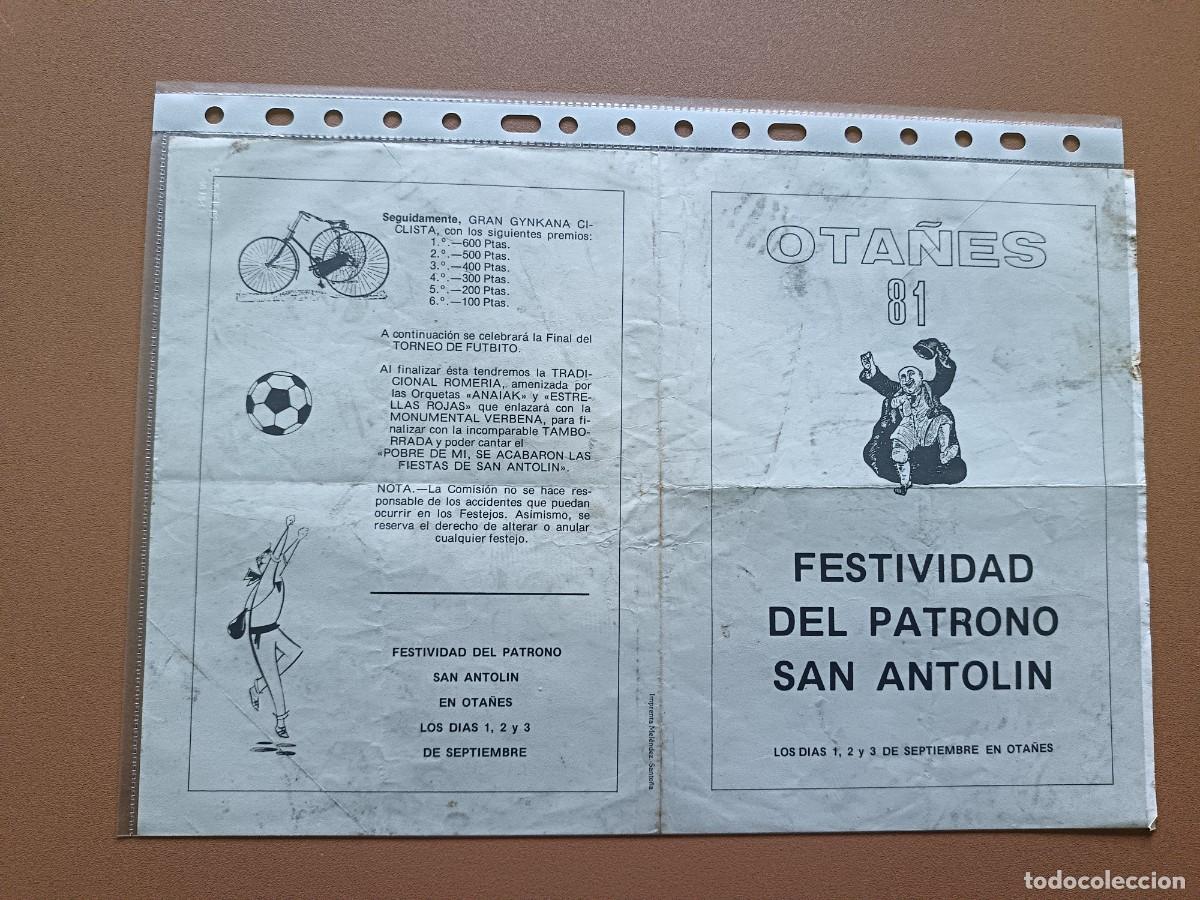 Seguidamente, GRAN GYNKANA CI-
CLISTA, con los siguientes premios:
1.º.—600 Ptas.
2.º.—500 Ptas.
3.º.—400 Ptas.
4.º.—300 Ptas.
5.º.—200 Ptas.
6.º.—100 Ptas.
A continuación se celebrará la Final del
TORNEO DE FUTBITO.
Al finalizar ésta tendremos la TRADI-
CIONAL ROMERIA, amenizada por
las Orquetas «ANAIAK» y «ESTRE-
LLAS ROJAS» que enlazará con la
MONUMENTAL VERBENA, para fi-
nalizar con la incomparable TAMBO-
RRADA y poder cantar el
«POBRE DE MI, SE ACABARON LAS
FIESTAS DE SAN ANTOLIN».
NOTA.—La Comisión no se hace res-
ponsable de los accidentes que puedan
ocurrir en los Festejos. Asimismo, se
reserva el derecho de alterar o anular
cualquier festejo.
FESTIVIDAD DEL PATRONO
SAN ANTOLIN
EN OTAÑES
LOS DIAS 1, 2 y 3
DE SEPTIEMBRE
Imprenta Meléndez.-Santoña
OTAÑES
81
FESTIVIDAD
DEL PATRONO
SAN ANTOLIN
LOS DIAS 1, 2 y 3 DE SEPTIEMBRE EN OTAÑES
todocoleccion